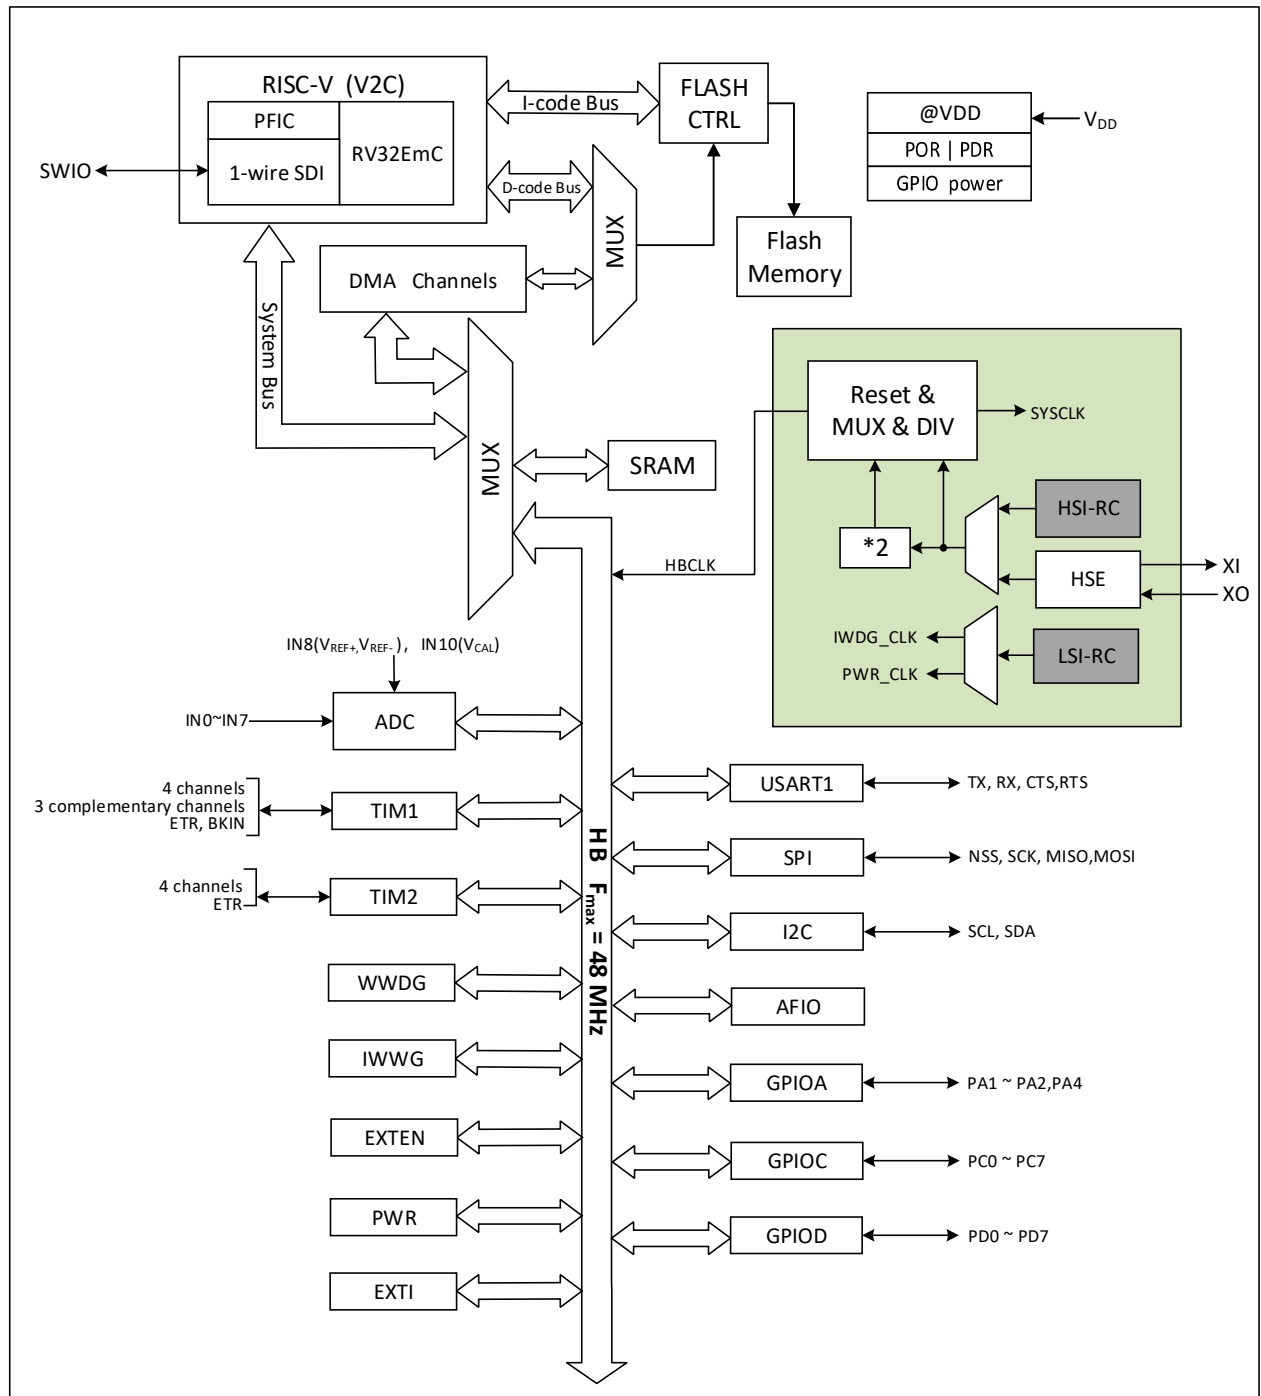 RISC-V (V2C)
PFIC
1-wire SDI
RV32EmC
SWIO
I-code Bus
D-code Bus
FLASH
CTRL
@VDD
POR | PDR
GPIO power
VDD
MUX
Flash
Memory
DMA Channels
System Bus
MUX
SRAM
Reset &
MUX & DIV
SYSCLK
HSI-RC
*2
HBCLK
HSE
XI
XO
IWDG_CLK
PWR_CLK
LSI-RC
IN8(VREF+,VREF-), IN10(VCAL)
IN0~IN7
ADC
4 channels
3 complementary channels
ETR, BKIN
TIM1
4 channels
ETR
TIM2
WWDG
IWWG
EXTEN
PWR
EXTI
HB Fmax = 48 MHz
USART1
TX, RX, CTS,RTS
SPI
NSS, SCK, MISO,MOSI
I2C
SCL, SDA
AFIO
GPIOA
PA1 ~ PA2,PA4
GPIOC
PC0 ~ PC7
GPIOD
PD0 ~ PD7